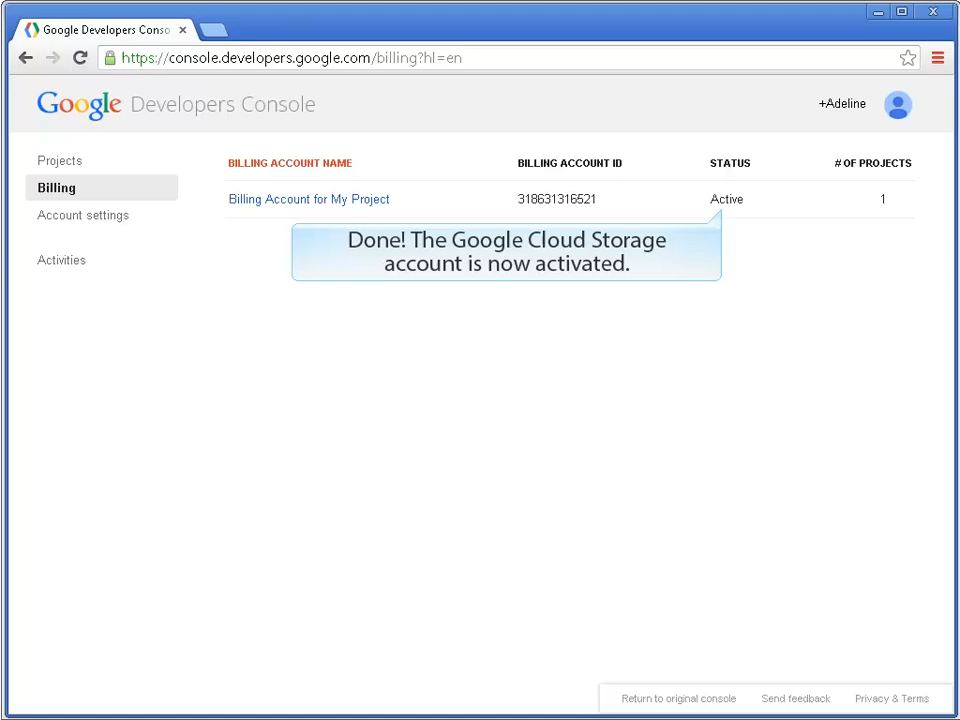 Google Developers Conso
https://console.developers.google.com/billing?hl=en
Google Developers Console
+Adeline
Projects
Billing
Account settings
Activities
BILLING ACCOUNT NAME BILLING ACCOUNT ID STATUS # OF PROJECTS
Billing Account for My Project 318631316521 Active 1
Done! The Google Cloud Storage
account is now activated.
Return to original console Send feedback Privacy & Terms